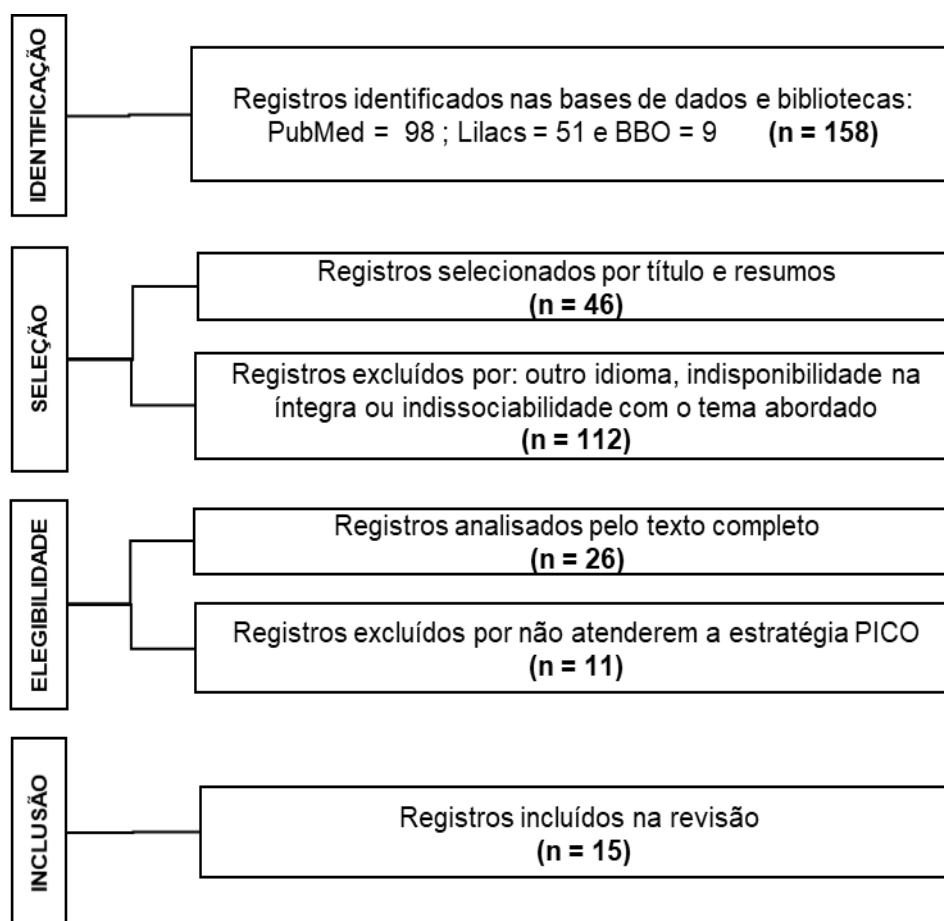 IDENTIFICAÇÃO
Registros identificados nas bases de dados e bibliotecas:
PubMed = 98 ; Lilacs = 51 e BBO = 9 (n = 158)
SELEÇÃO
Registros selecionados por título e resumos
(n = 46)
Registros excluídos por: outro idioma, indisponibilidade na
íntegra ou indissociabilidade com o tema abordado
(n = 112)
ELEGIBILIDADE
Registros analisados pelo texto completo
(n = 26)
Registros excluídos por não atenderem a estratégia PICO
(n = 11)
INCLUSÃO
Registros incluídos na revisão
(n = 15)